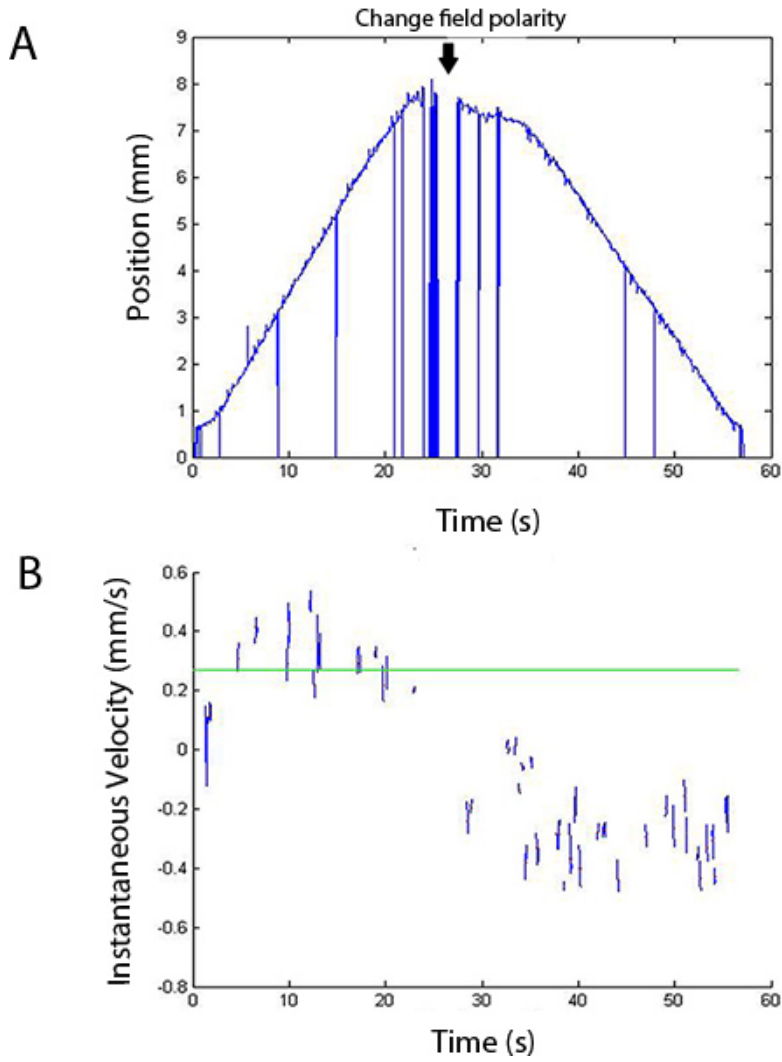 Change field polarity
A
9
8
7
6
5
4
3
2
1
0
Position (mm)
0 10 20 30 40 50 60
Time (s)
B
0.6
0.4
0.2
0
-0.2
-0.4
-0.6
-0.8
Instantaneous Velocity (mm/s)
0 10 20 30 40 50 60
Time (s)